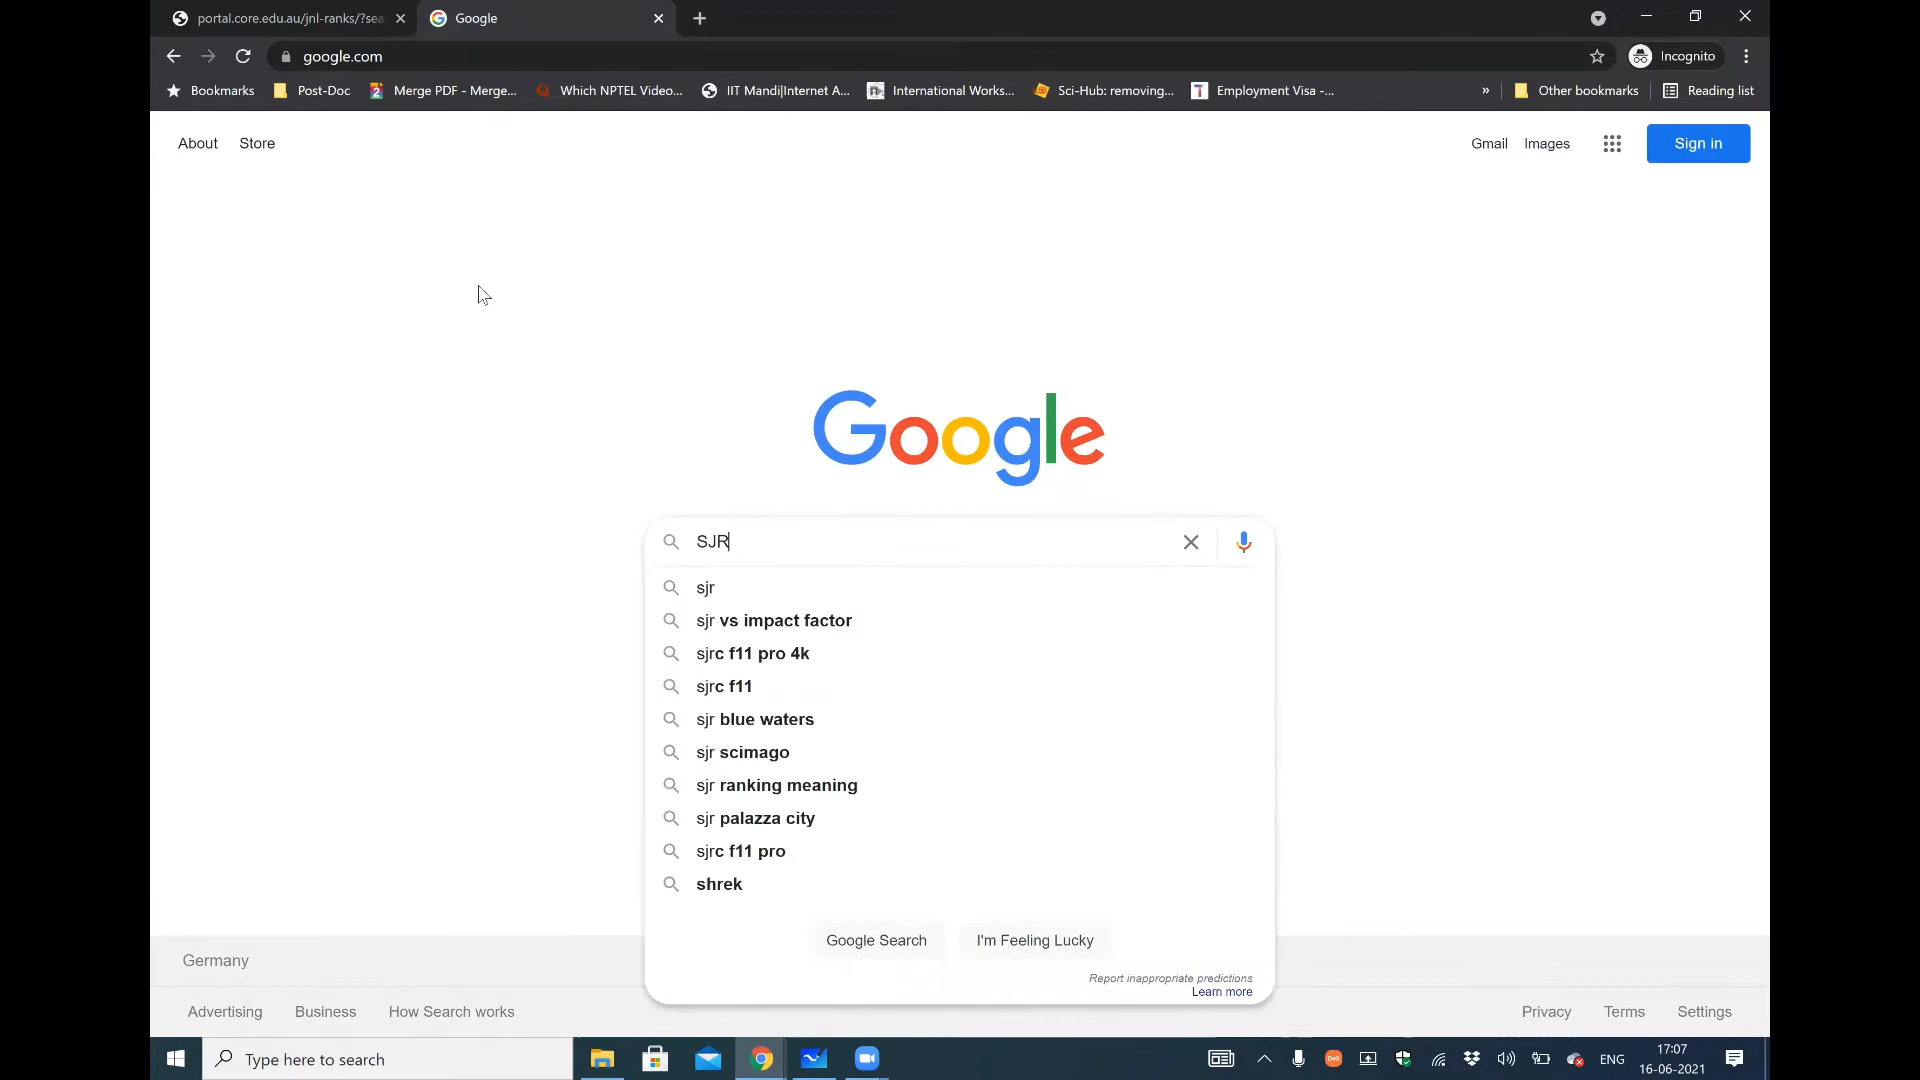 portal.core.edu.au/jnl-ranks/?sea
Google
google.com
Incognito
Bookmarks
Post-Doc
Merge PDF - Merge...
Which NPTEL Video...
IIT Mandi|Internet A...
International Works...
Sci-Hub: removing...
Employment Visa -...
»
Other bookmarks
Reading list
About
Store
Gmail
Images
Sign in
Google
SJR
sjr
sjr vs impact factor
sjrc f11 pro 4k
sjrc f11
sjr blue waters
sjr scimago
sjr ranking meaning
sjr palazza city
sjrc f11 pro
shrek
Google Search
I'm Feeling Lucky
Report inappropriate predictions
Learn more
Germany
Advertising
Business
How Search works
Privacy
Terms
Settings
Type here to search
ENG
17:07
16-06-2021